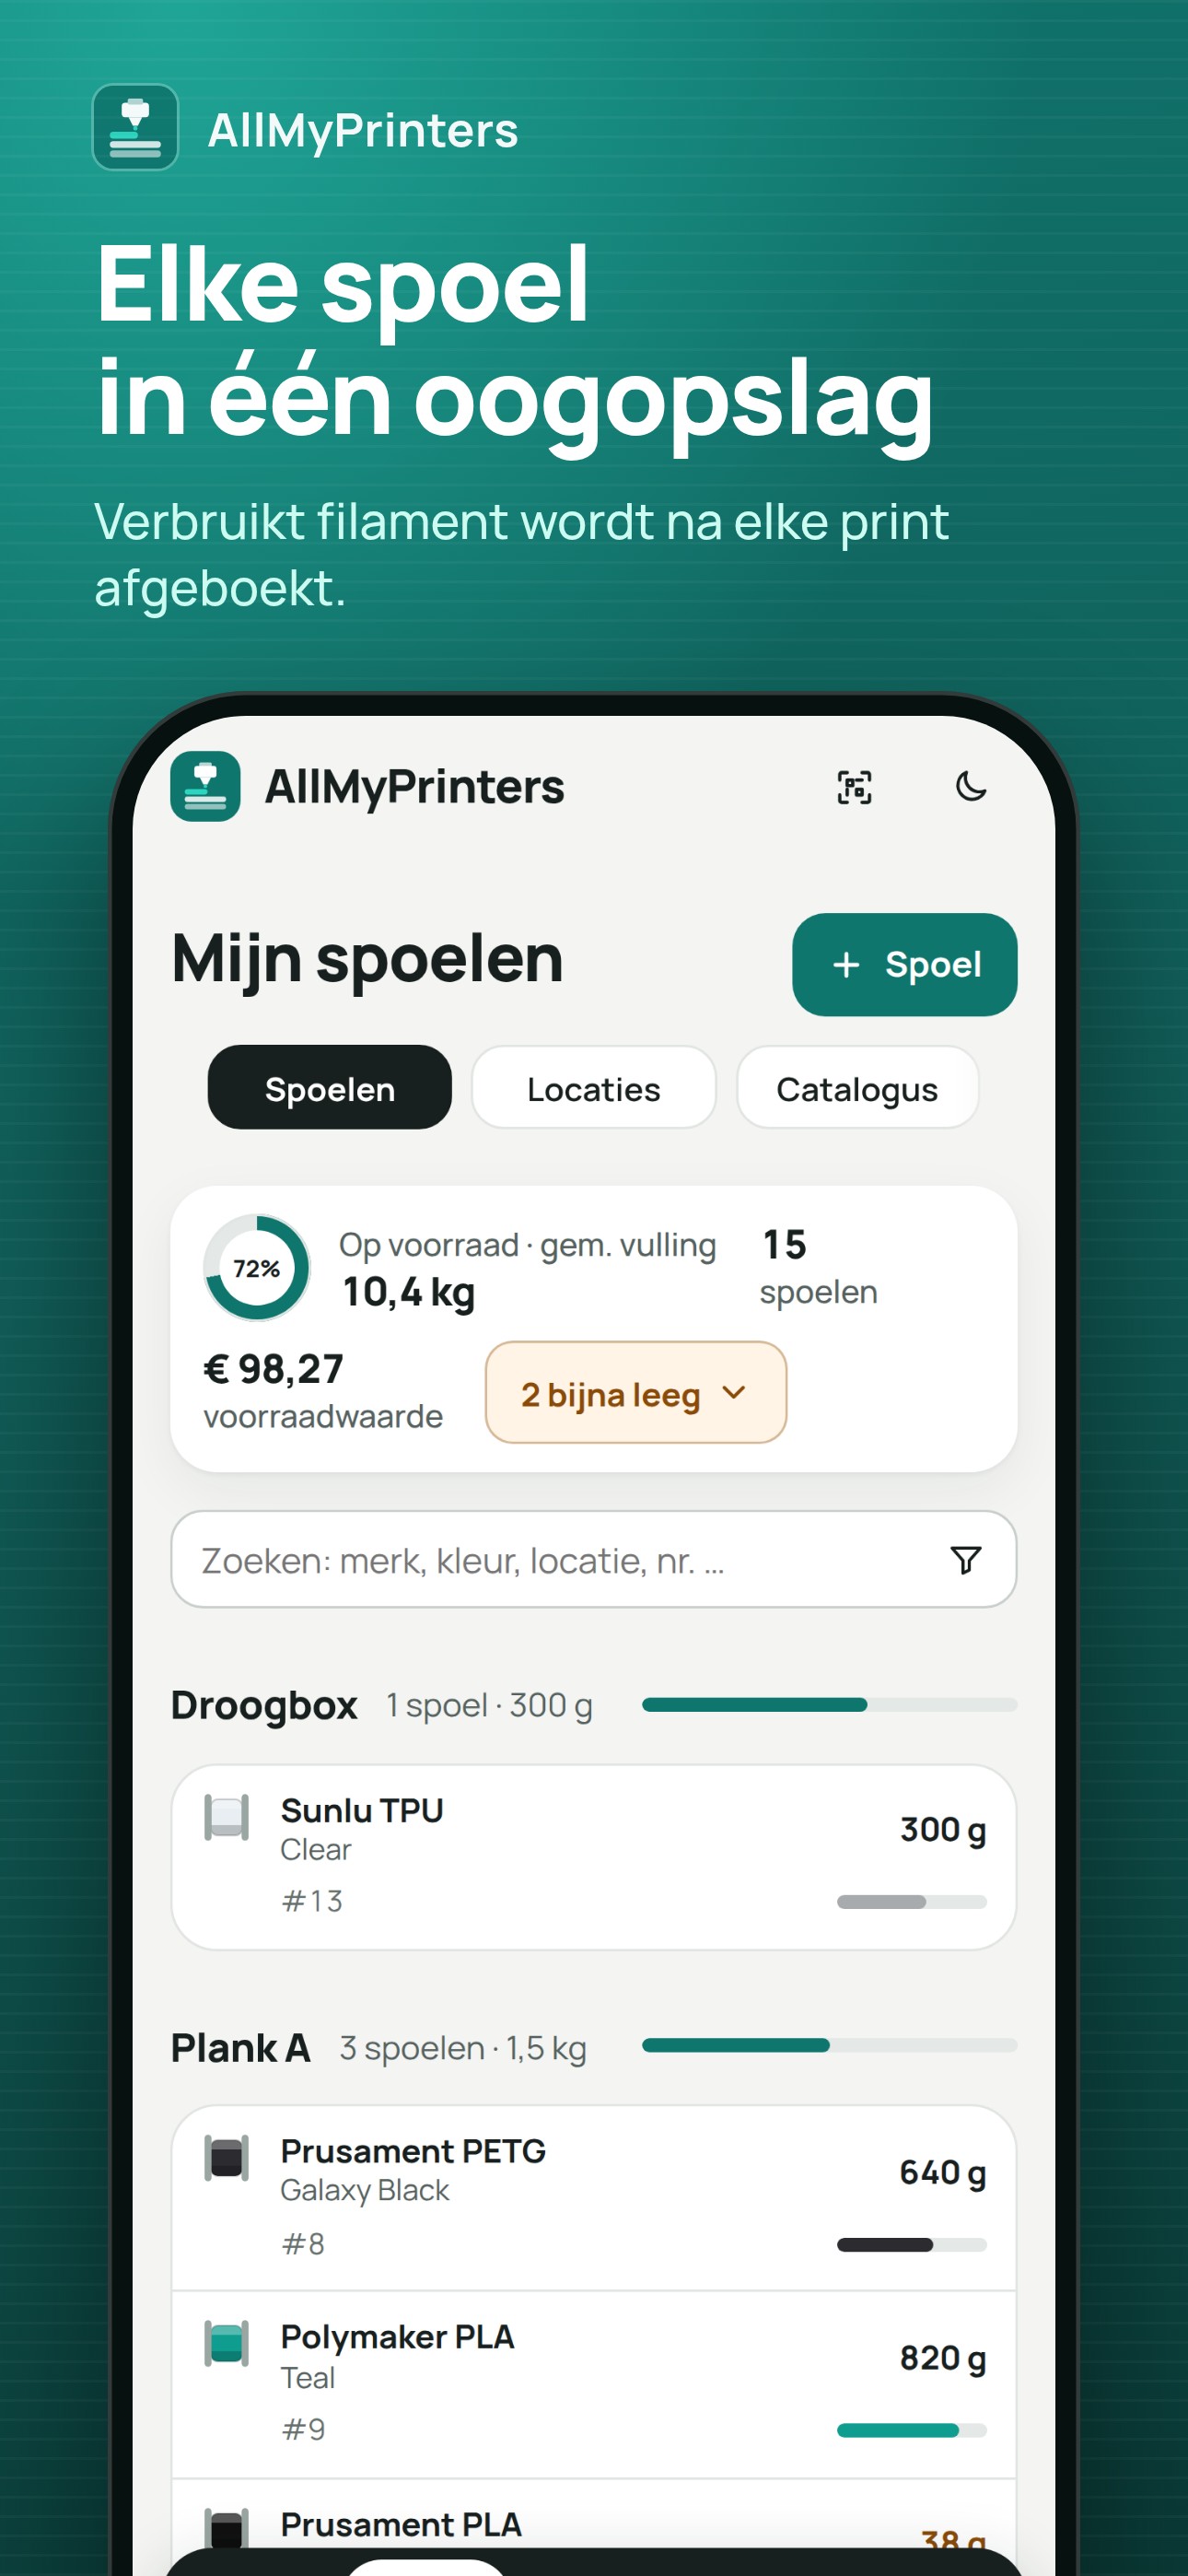 AllMyPrinters
Elke spoel
in één oogopslag
Verbruikt filament wordt na elke print
afgeboekt.
AllMyPrinters
Mijn spoelen
+ Spoel
Spoelen
Locaties
Catalogus
72%
Op voorraad · gem. vulling
10,4 kg
15
spoelen
€ 98,27
voorraadwaarde
2 bijna leeg
Zoeken: merk, kleur, locatie, nr. ...
Droogbox 1 spoel · 300 g
Sunlu TPU
Clear
300 g
#13
Plank A 3 spoelen · 1,5 kg
Prusament PETG
Galaxy Black
640 g
#8
Polymaker PLA
Teal
820 g
#9
Prusament PLA
38 g